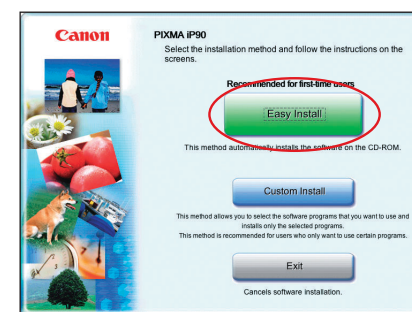 Canon
PIXMA iP90
Select the installation method and follow the instructions on the
screens.
Recommended for first-time users
Easy Install
This method automatically installs the software on the CD-ROM.
Custom Install
This method allows you to select the software programs that you want to use and
installs only the selected programs.
This method is recommended for users who only want to use certain programs.
Exit
Cancels software installation.